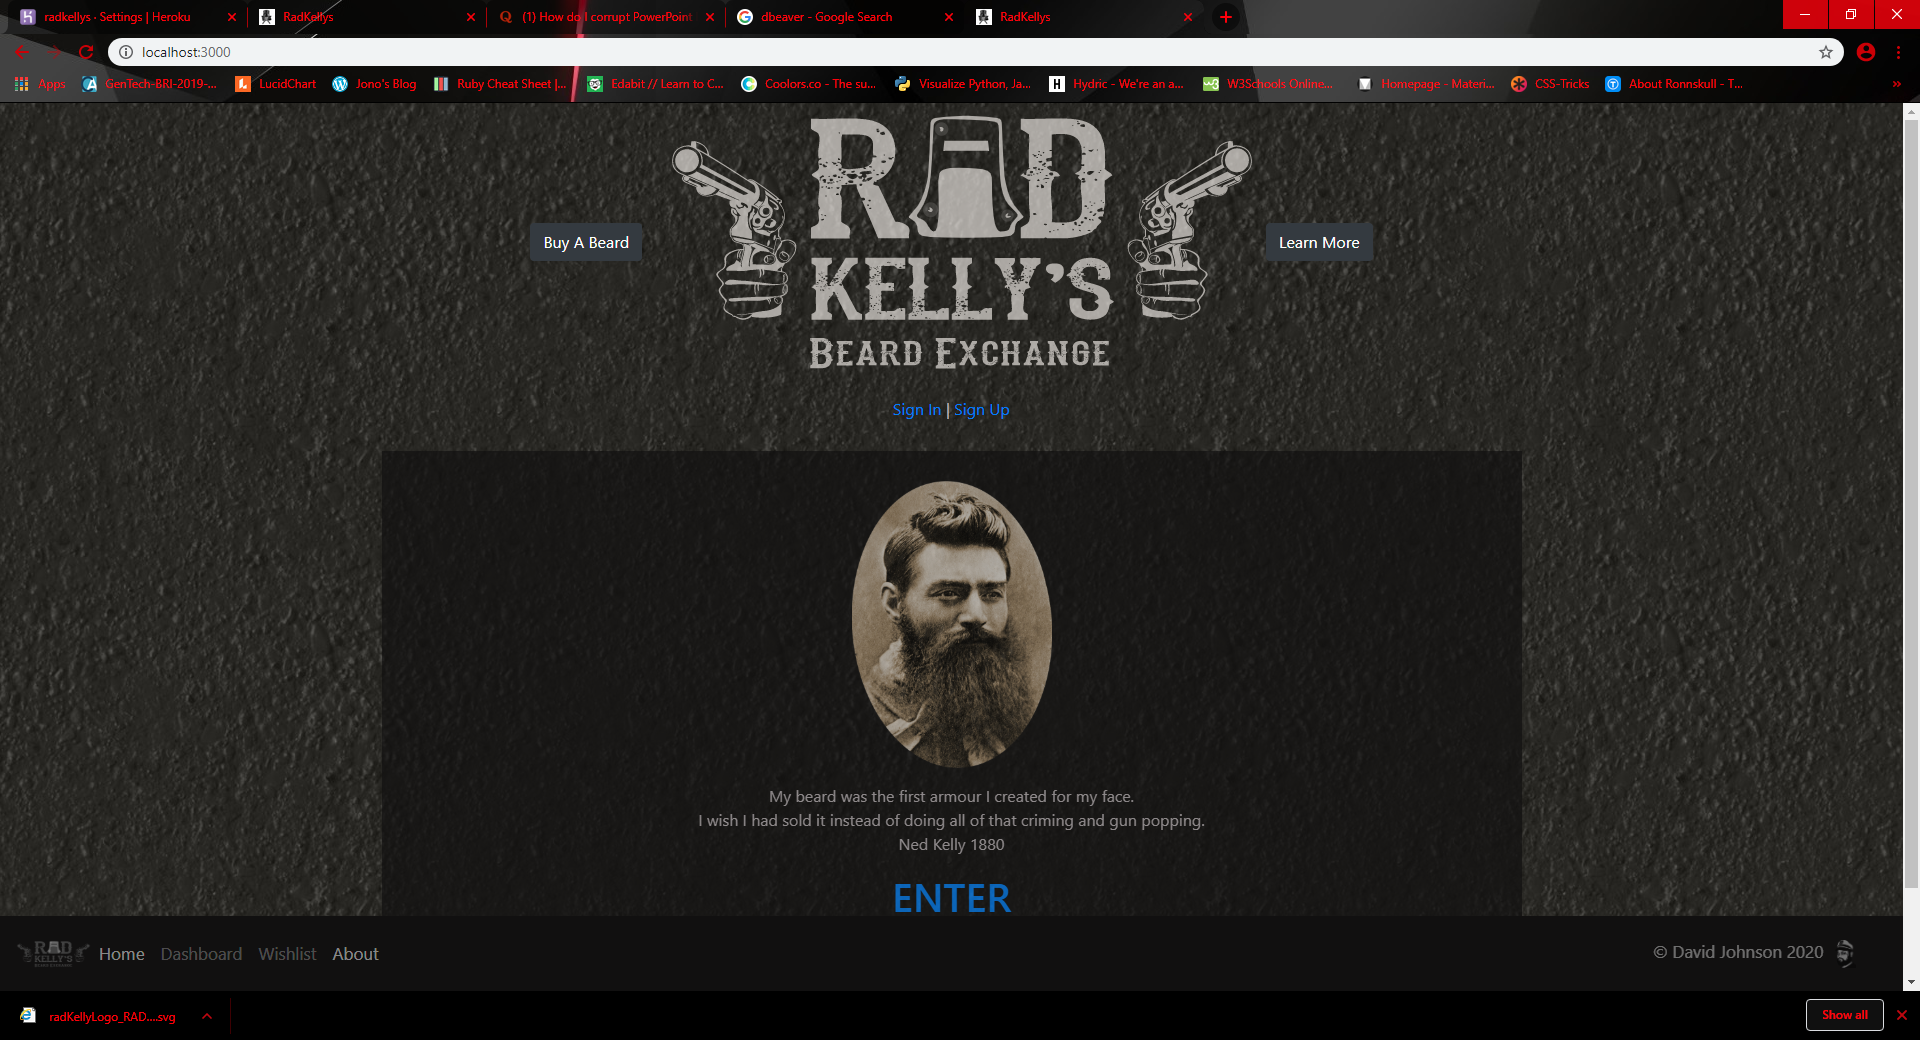 radkellys · Settings | Heroku
RadKellys
(1) How do I corrupt PowerPoint
dbeaver - Google Search
RadKellys
localhost:3000
Apps
GenTech-BRI-2019-...
LucidChart
Jono's Blog
Ruby Cheat Sheet |...
Edabit // Learn to C...
Coolors.co - The su...
Visualize Python, Ja...
Hydric - We're an a...
W3Schools Online...
Homepage - Materi...
CSS-Tricks
About Ronnskull - T...
RAD
KELLY'S
BEARD EXCHANGE
Buy A Beard
Learn More
Sign In | Sign Up
My beard was the first armour I created for my face.
I wish I had sold it instead of doing all of that criming and gun popping.
Ned Kelly 1880
ENTER
RAD
KELLY'S
BEARD EXCHANGE
Home Dashboard Wishlist About
© David Johnson 2020
radKellyLogo_RAD....svg
Show all